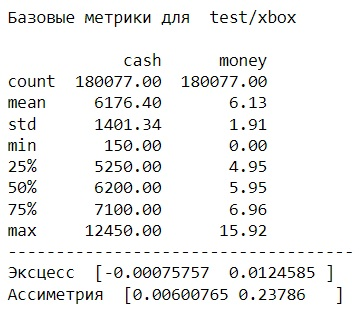 Базовые метрики для  test/xbox
            cash      money
count  180077.00  180077.00
mean     6176.40       6.13
std      1401.34       1.91
min       150.00       0.00
25%      5250.00       4.95
50%      6200.00       5.95
75%      7100.00       6.96
max     12450.00      15.92
------------------------------------
Эксцесс  [-0.00075757  0.0124585 ]
Ассиметрия  [0.00600765 0.23786   ]